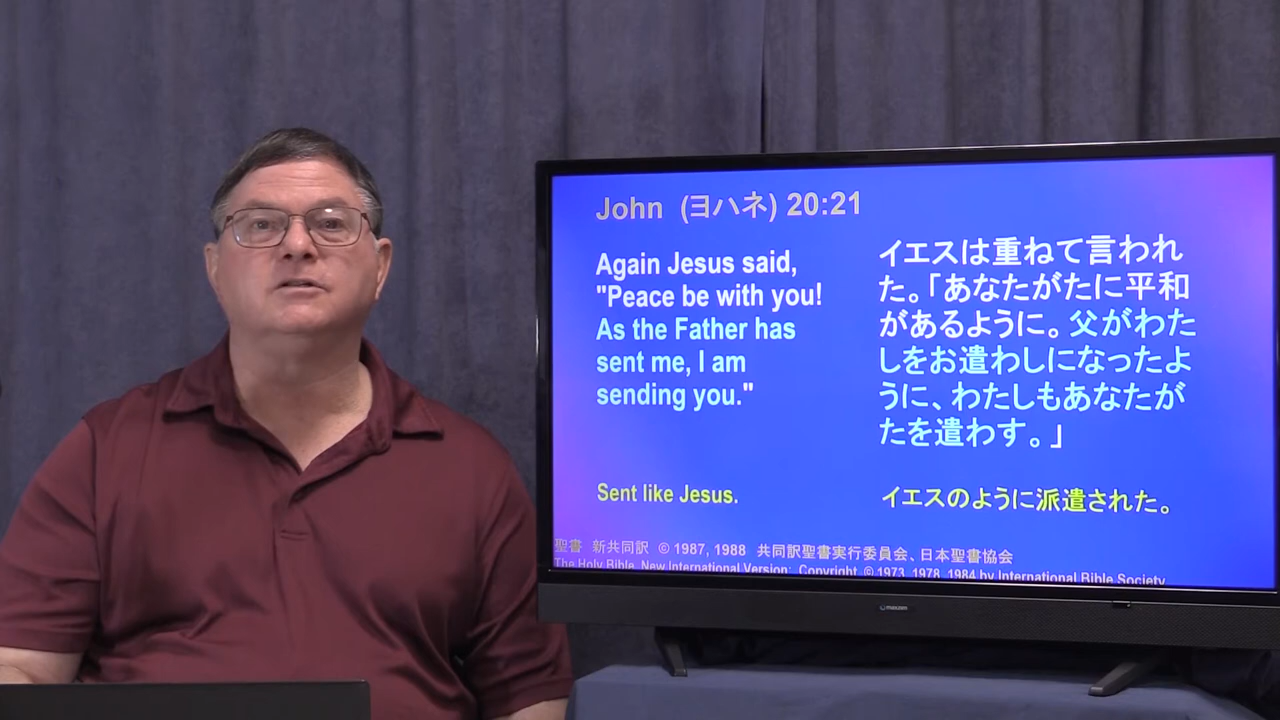 John (ヨハネ) 20:21
Again Jesus said,
"Peace be with you!
As the Father has
sent me, I am
sending you."
イエスは重ねて言われ
た。「あなたがたに平和
があるように。父がわた
しをお遣わしになったよ
うに、わたしもあなたが
たを遣わす。」
Sent like Jesus.
イエスのように派遣された。
聖書 新共同訳 © 1987, 1988 共同訳聖書実行委員会、日本聖書協会
The Holy Bible, New International Version; Copyright © 1973, 1978, 1984 by International Bible Society
maxzen